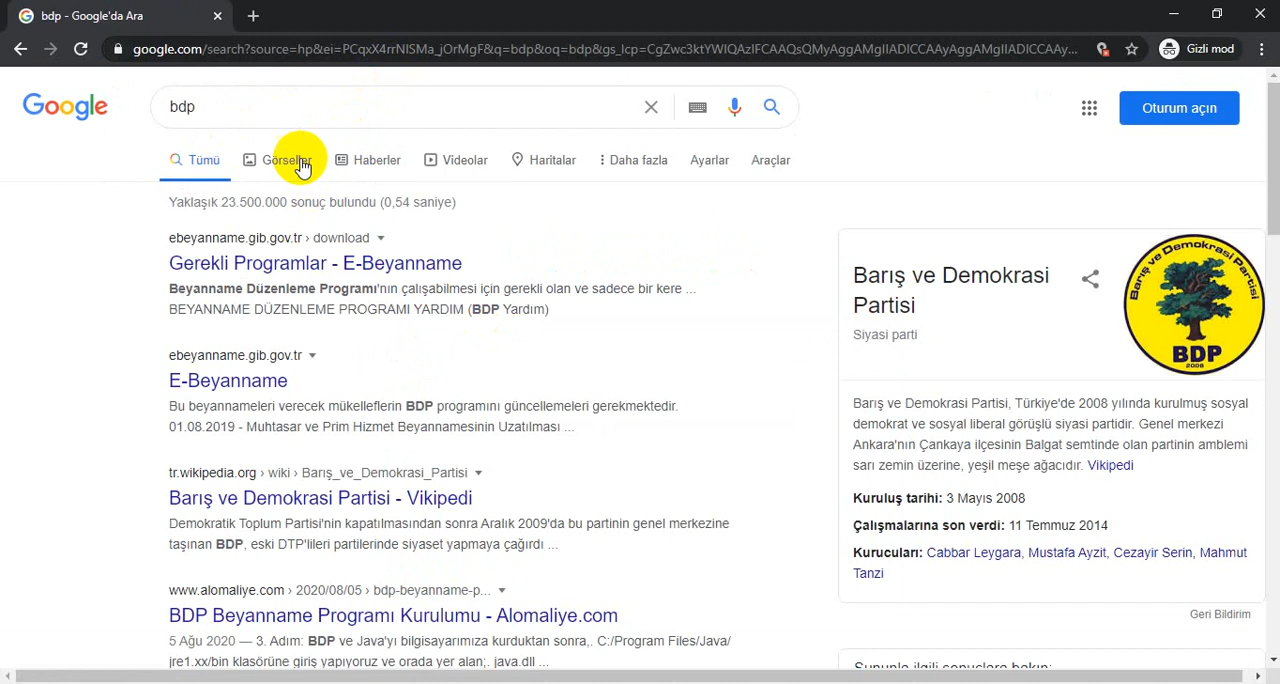 bdp - Google'da Ara
google.com/search?source=hp&ei=PCqxX4rrNISMa_jOrMgF&q=bdp&oq=bdp&gs_lcp=CgZwc3ktYWIQAzIFCAAQsQMyAggAMgIIADICCAAyAggAMgIIADICCAAyAggAMgIIADICCAAy...
Gizli mod
Google
bdp
Oturum açın
Tümü
Görseller
Haberler
Videolar
Haritalar
Daha fazla
Ayarlar
Araçlar
Yaklaşık 23.500.000 sonuç bulundu (0,54 saniye)
ebeyanname.gib.gov.tr › download
Gerekli Programlar - E-Beyanname
Beyanname Düzenleme Programı'nın çalışabilmesi için gerekli olan ve sadece bir kere ...
BEYANNAME DÜZENLEME PROGRAMI YARDIM (BDP Yardım)
ebeyanname.gib.gov.tr
E-Beyanname
Bu beyannameleri verecek mükelleflerin BDP programını güncellemeleri gerekmektedir.
01.08.2019 - Muhtasar ve Prim Hizmet Beyannamesinin Uzatılması ...
tr.wikipedia.org › wiki › Barış_ve_Demokrasi_Partisi
Barış ve Demokrasi Partisi - Vikipedi
Demokratik Toplum Partisi'nin kapatılmasından sonra Aralık 2009'da bu partinin genel merkezine
taşınan BDP, eski DTP'lileri partilerinde siyaset yapmaya çağırdı ...
www.alomaliye.com › 2020/08/05 › bdp-beyanname-p...
BDP Beyanname Programı Kurulumu - Alomaliye.com
5 Ağu 2020 — 3. Adım: BDP ve Java'yı bilgisayarımıza kurduktan sonra,. C:/Program Files/Java/
jre1.xx/bin klasörüne giriş yapıyoruz ve orada yer alan;. java.dll ...
Barış ve Demokrasi
Partisi
Siyasi parti
Barış ve Demokrasi Partisi
BDP
2008
Barış ve Demokrasi Partisi, Türkiye'de 2008 yılında kurulmuş sosyal
demokrat ve sosyal liberal görüşlü siyasi partidir. Genel merkezi
Ankara'nın Çankaya ilçesinin Balgat semtinde olan partinin amblemi
sarı zemin üzerine, yeşil meşe ağacıdır. Vikipedi
Kuruluş tarihi: 3 Mayıs 2008
Çalışmalarına son verdi: 11 Temmuz 2014
Kurucuları: Cabbar Leygara, Mustafa Ayzit, Cezayir Serin, Mahmut
Tanzi
Geri Bildirim
Şununla ilgili sonuçlara bakın: